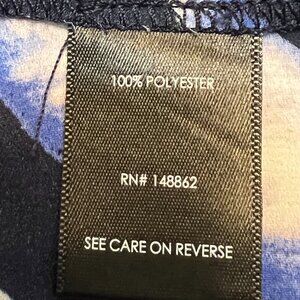 100% POLYESTER
RN# 148862
SEE CARE ON REVERSE